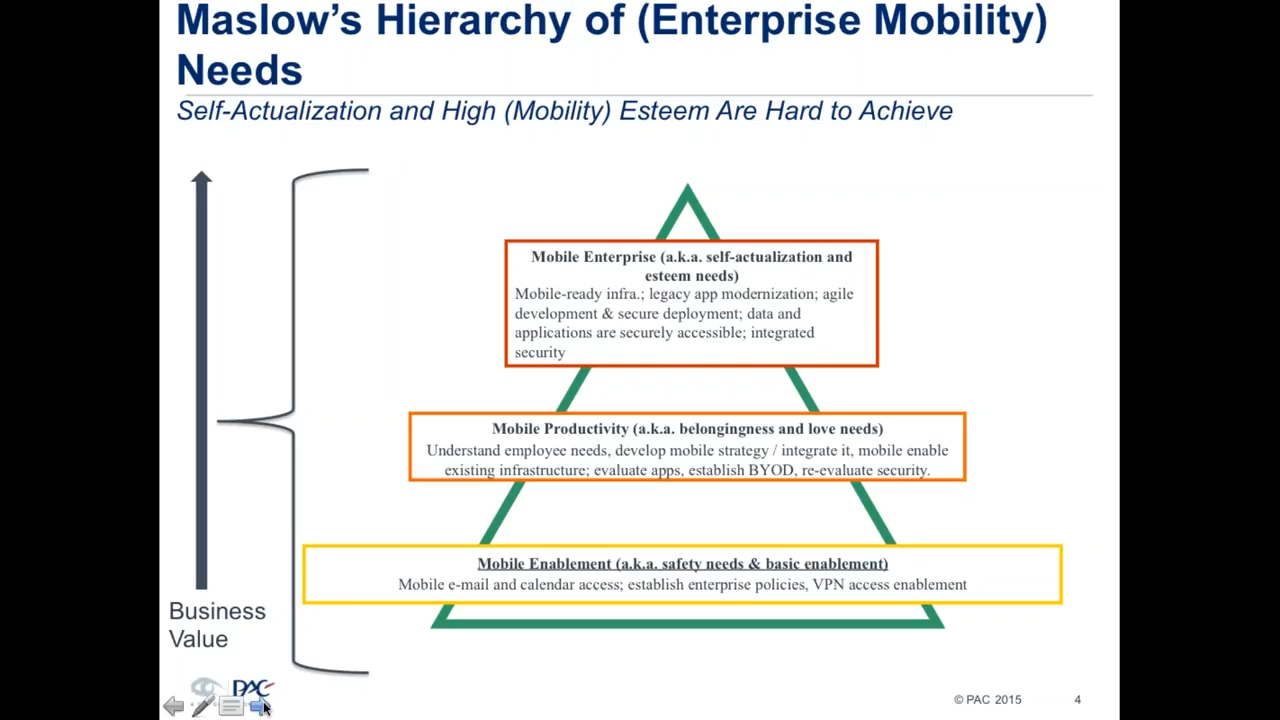 Maslow's Hierarchy of (Enterprise Mobility)
Needs
Self-Actualization and High (Mobility) Esteem Are Hard to Achieve
Mobile Enterprise (a.k.a. self-actualization and
esteem needs)
Mobile-ready infra.; legacy app modernization; agile
development & secure deployment; data and
applications are securely accessible; integrated
security
Mobile Productivity (a.k.a. belongingness and love needs)
Understand employee needs, develop mobile strategy / integrate it, mobile enable
existing infrastructure; evaluate apps, establish BYOD, re-evaluate security.
Mobile Enablement (a.k.a. safety needs & basic enablement)
Mobile e-mail and calendar access; establish enterprise policies, VPN access enablement
Business
Value
PAC
© PAC 2015
4